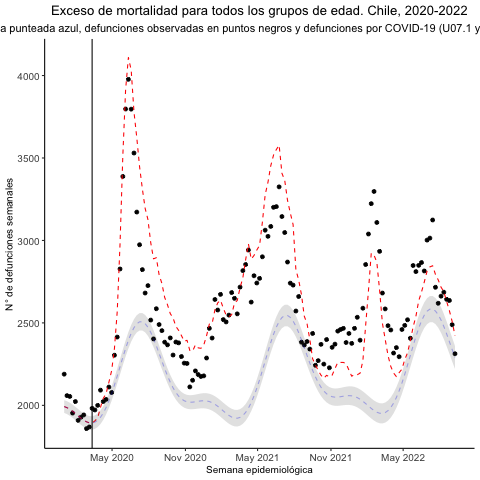 Exceso de mortalidad para todos los grupos de edad. Chile, 2020-2022
a punteada azul, defunciones observadas en puntos negros y defunciones por COVID-19 (U07.1 y
N° de defunciones semanales
4000
3500
3000
2500
2000
May 2020
Nov 2020
May 2021
Nov 2021
May 2022
Semana epidemiológica